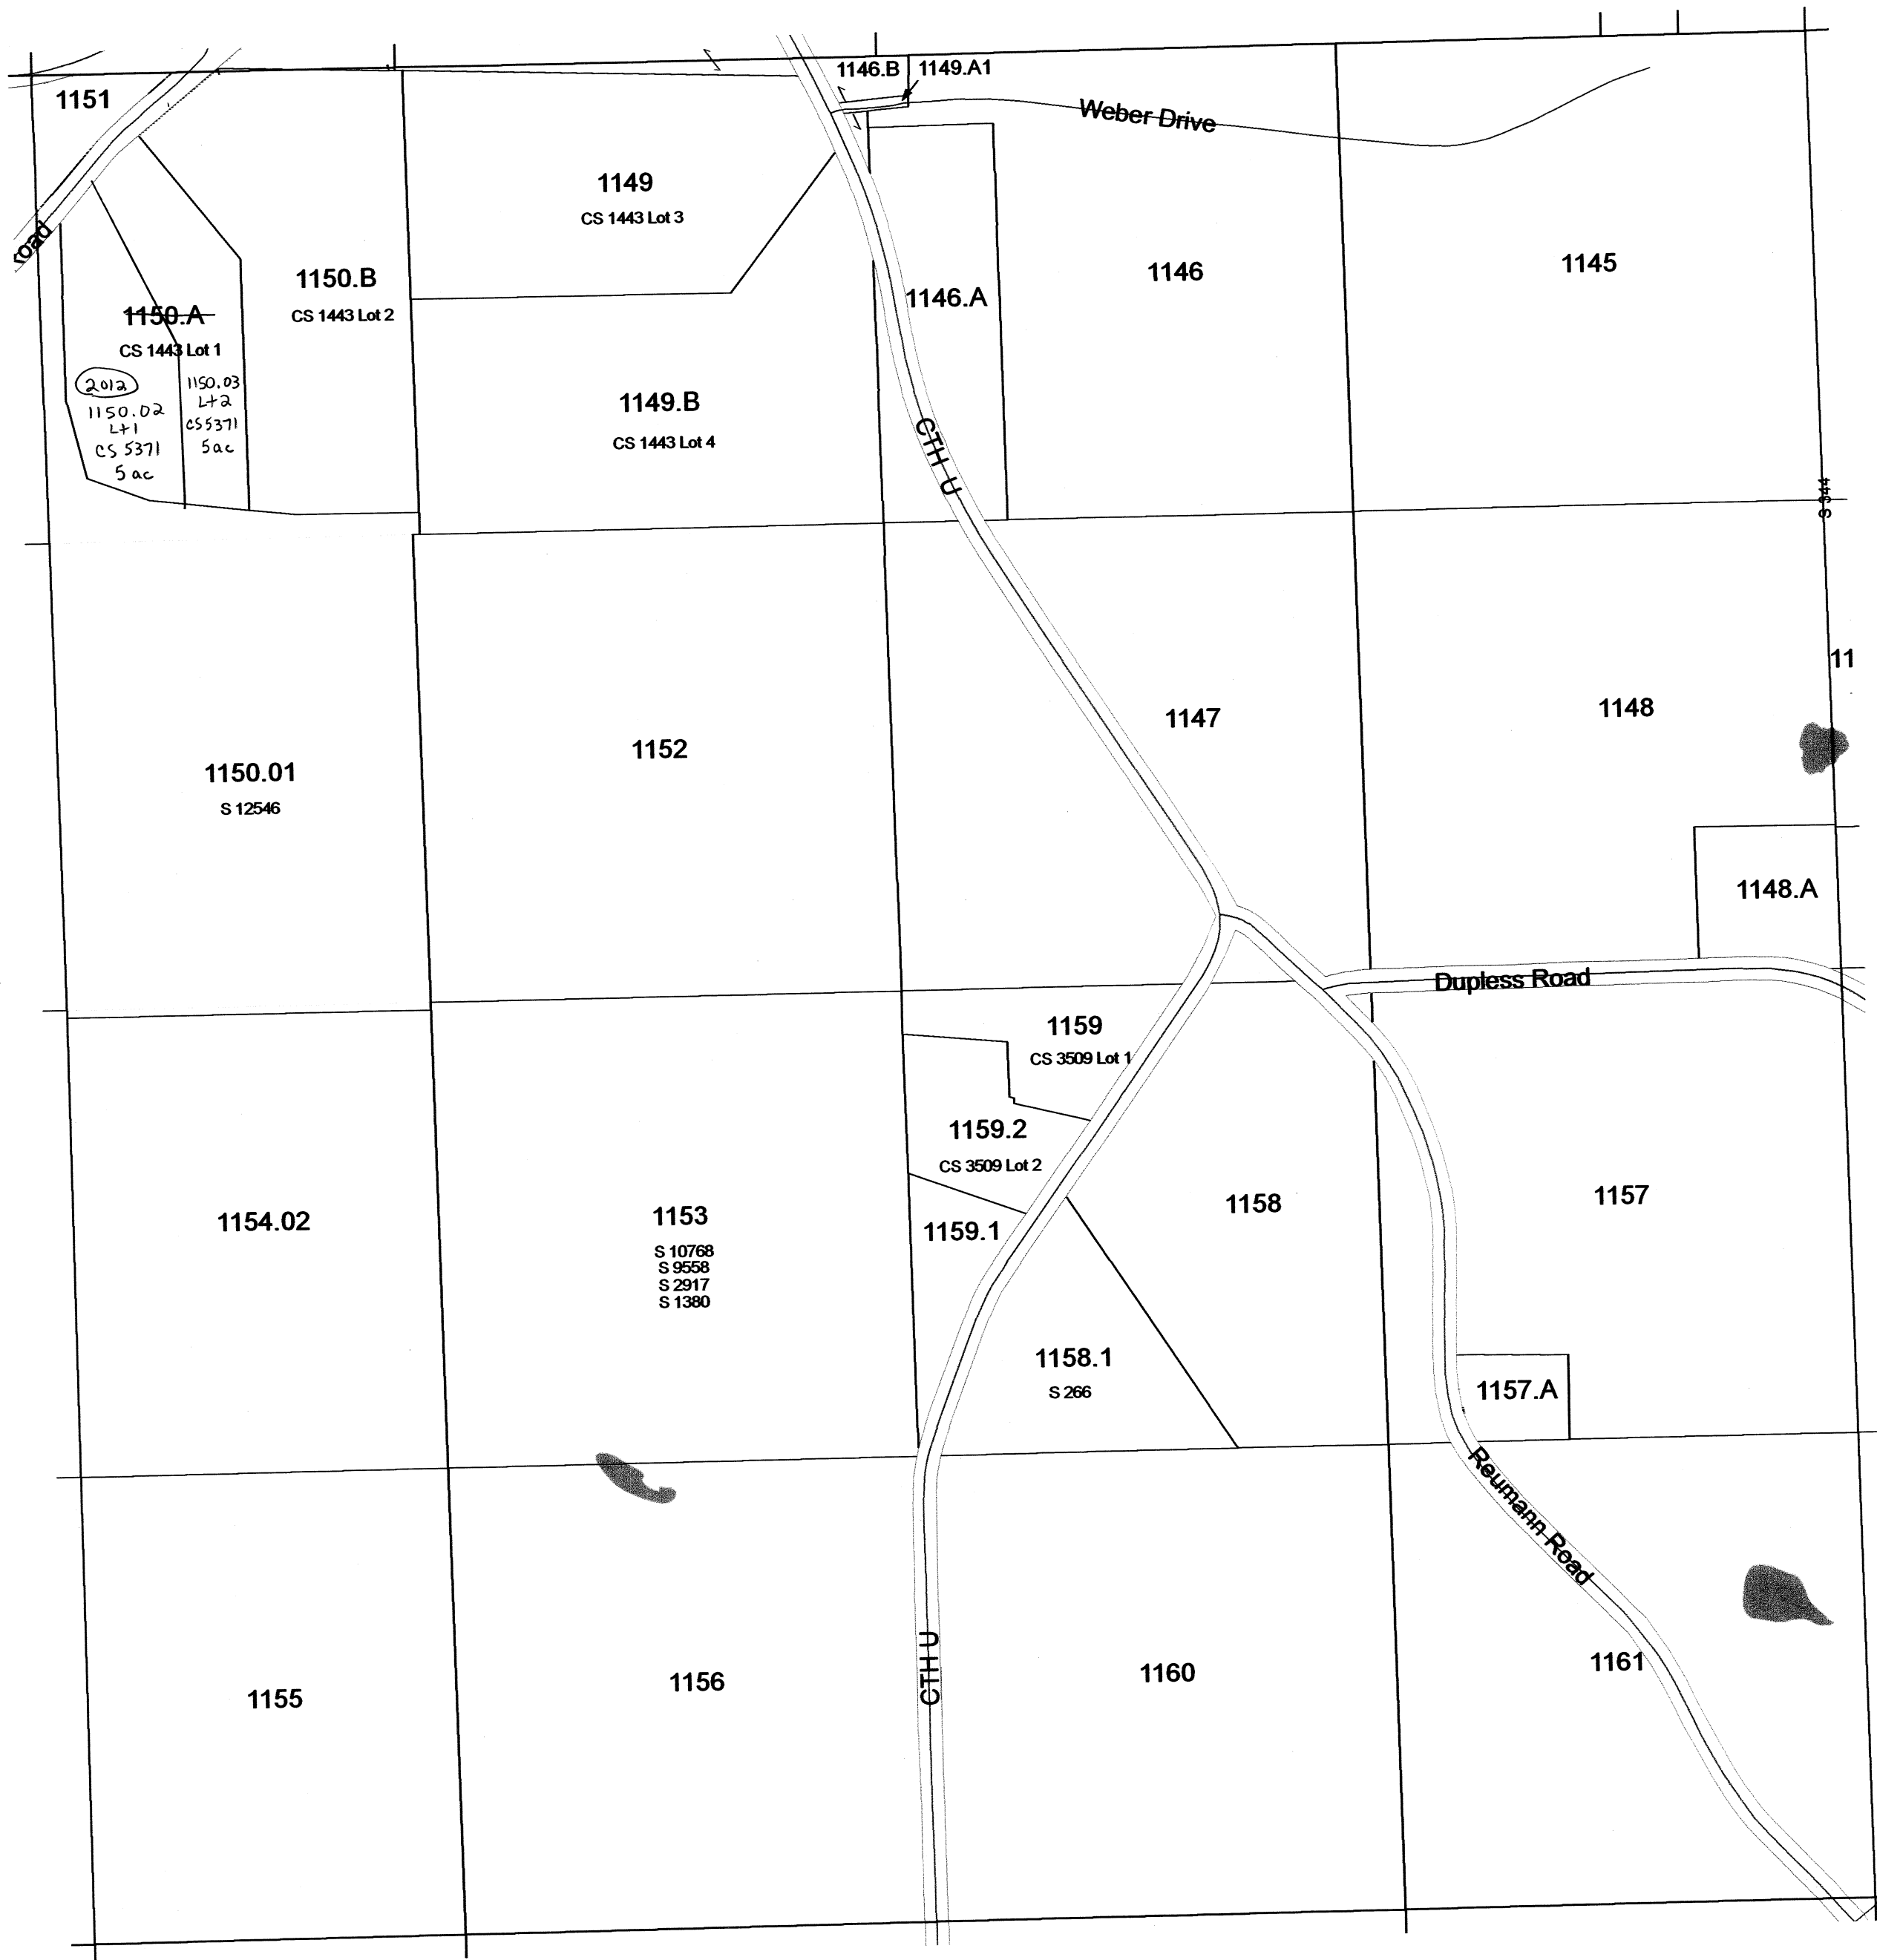 1146.B
1149.A1
1151
Weber Drive
1149
CS 1443 Lot 3
road
1150.B
CS 1443 Lot 2
1146.A
1146
1145
1150.A
CS 1443 Lot 1
2012
1150.02
Lt 1
CS 5371
5 ac
1150.03
Lt 2
CS 5371
5 ac
1149.B
CS 1443 Lot 4
CTH U
S 344
11
1150.01
S 12546
1152
1147
1148
1148.A
Dupless Road
1159
CS 3509 Lot 1
1159.2
CS 3509 Lot 2
1154.02
1153
S 10768
S 9558
S 2917
S 1380
1159.1
1158
1157
1158.1
S 266
1157.A
Reumann Road
1155
1156
CTH U
1160
1161